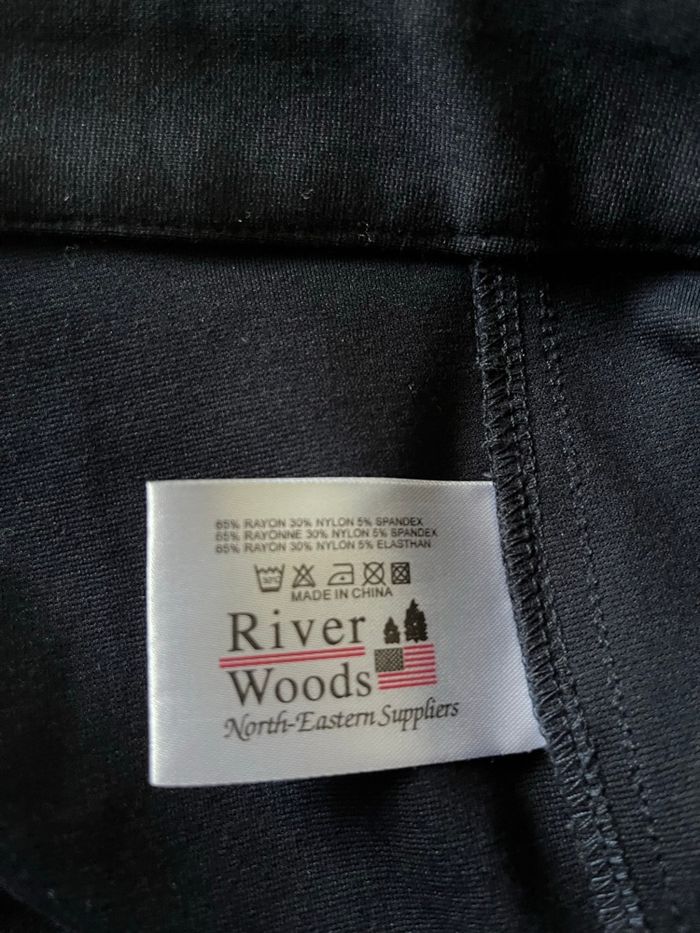 65% RAYON 30% NYLON 5% SPANDEX
65% RAYONNE 30% NYLON 5% SPANDEX
65% RAYON 30% NYLON 5% ELASTHAN
30°C
MADE IN CHINA
River
Woods
North-Eastern Suppliers